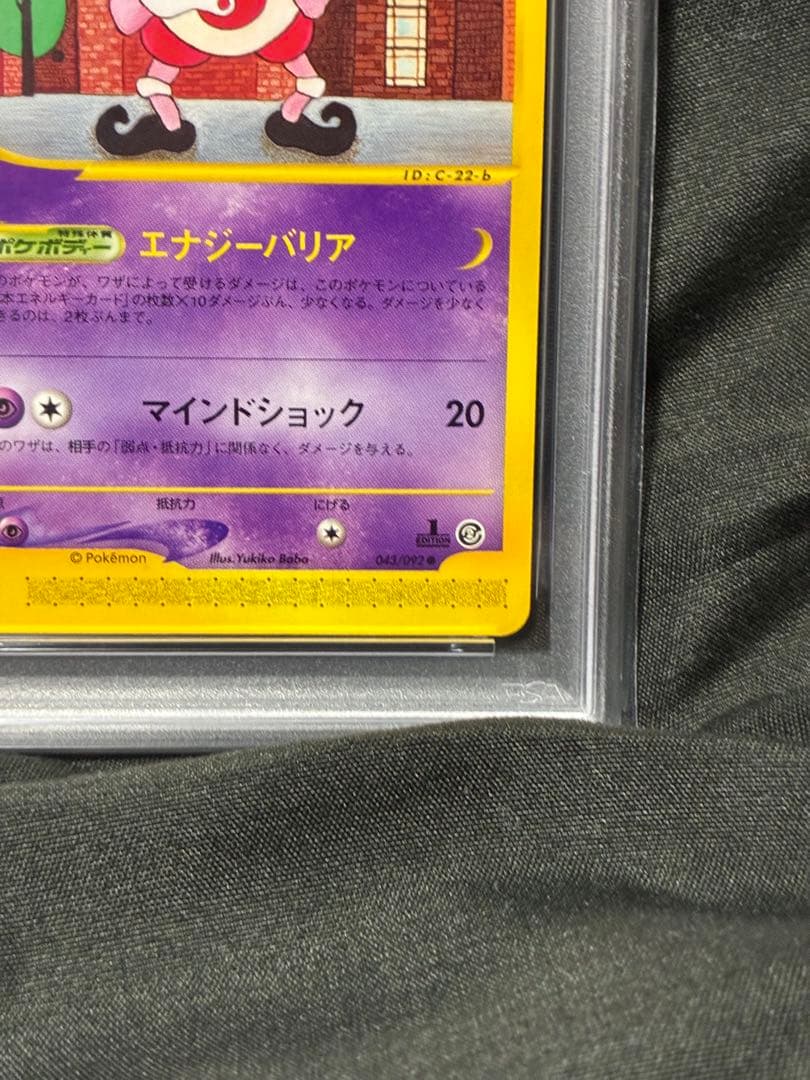 ID:C-22-b
特殊体質
ポケボディー エナジーバリア
のポケモンが、ワザによって受けるダメージは、このポケモンについている
本エネルギーカード」の枚数×10ダメージぶん、少なくなる。ダメージを少なく
きるのは、2枚ぶんまで。
マインドショック 20
のワザは、相手の「弱点・抵抗力」に関係なく、ダメージを与える。
点 抵抗力 にげる
1 EDITION
© Pokémon Illus.Yukiko Baba 043/092 ●
PSA